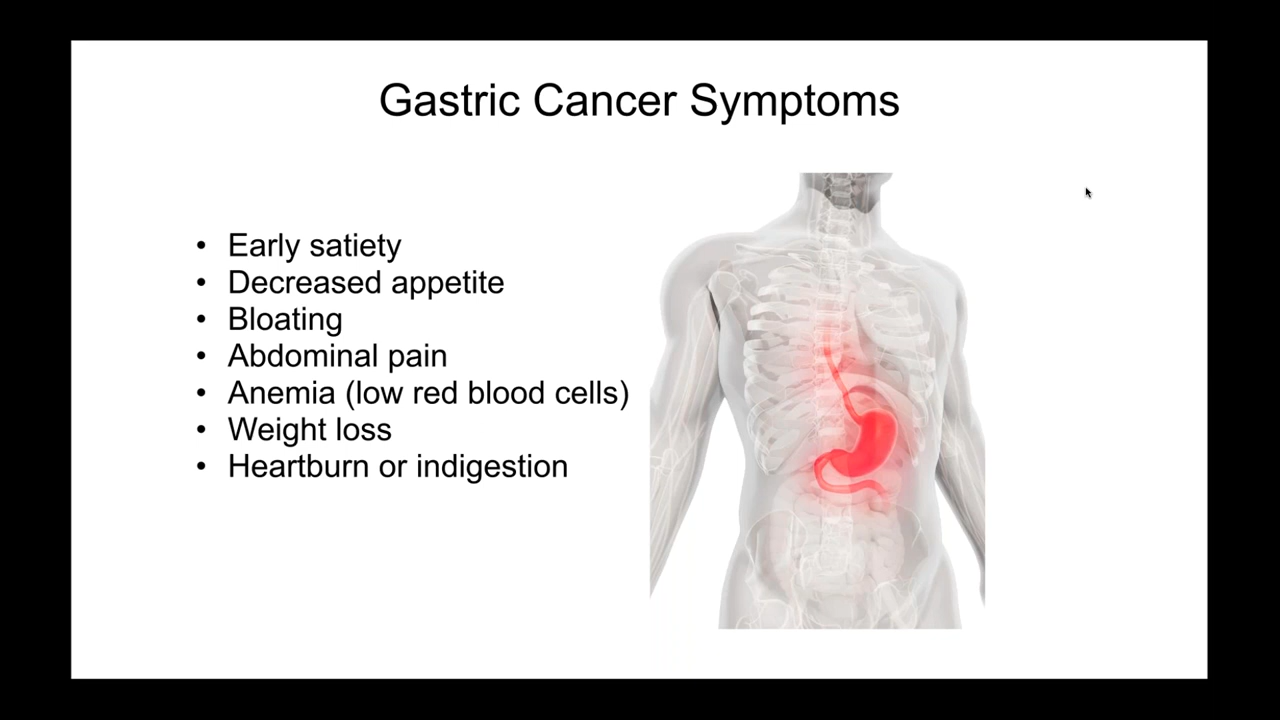 Gastric Cancer Symptoms
• Early satiety
• Decreased appetite
• Bloating
• Abdominal pain
• Anemia (low red blood cells)
• Weight loss
• Heartburn or indigestion